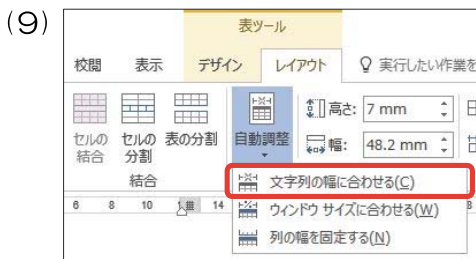 (9)
表ツール
校閲 表示 デザイン レイアウト 実行したい作業を
セルの結合 セルの分割 表の分割 自動調整 高さ: 7 mm
幅: 48.2 mm
結合
文字列の幅に合わせる(C)
6 8 10 14 ウィンドウ サイズに合わせる(W)
列の幅を固定する(N)